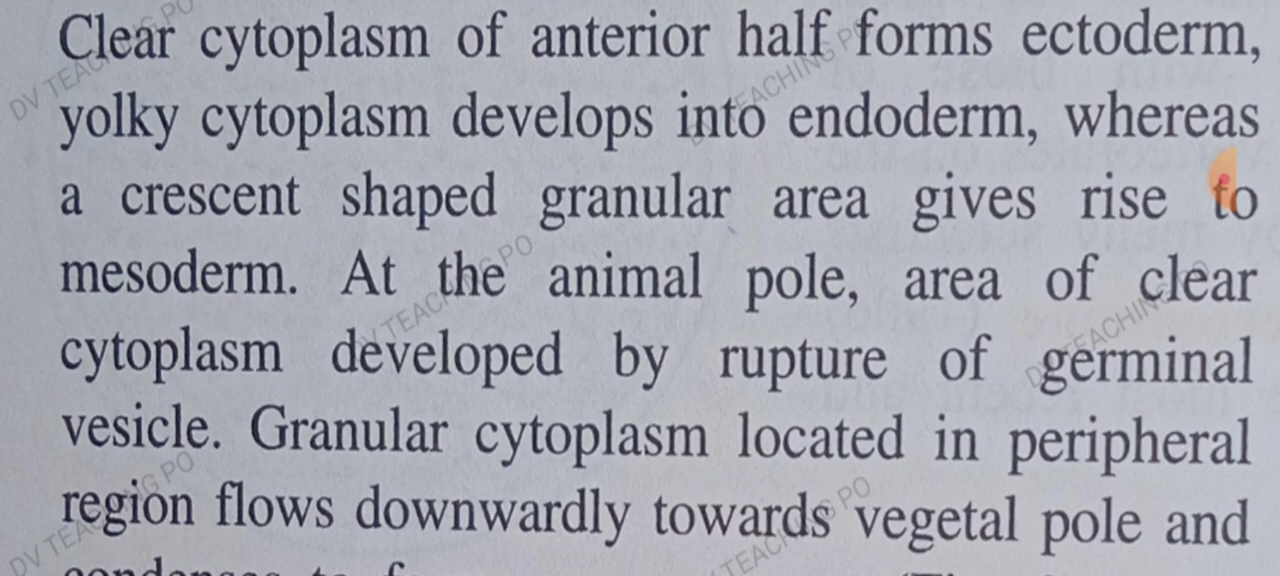 Clear cytoplasm of anterior half forms ectoderm,
yolky cytoplasm develops into endoderm, whereas
a crescent shaped granular area gives rise to
mesoderm. At the animal pole, area of clear
cytoplasm developed by rupture of germinal
vesicle. Granular cytoplasm located in peripheral
region flows downwardly towards vegetal pole and